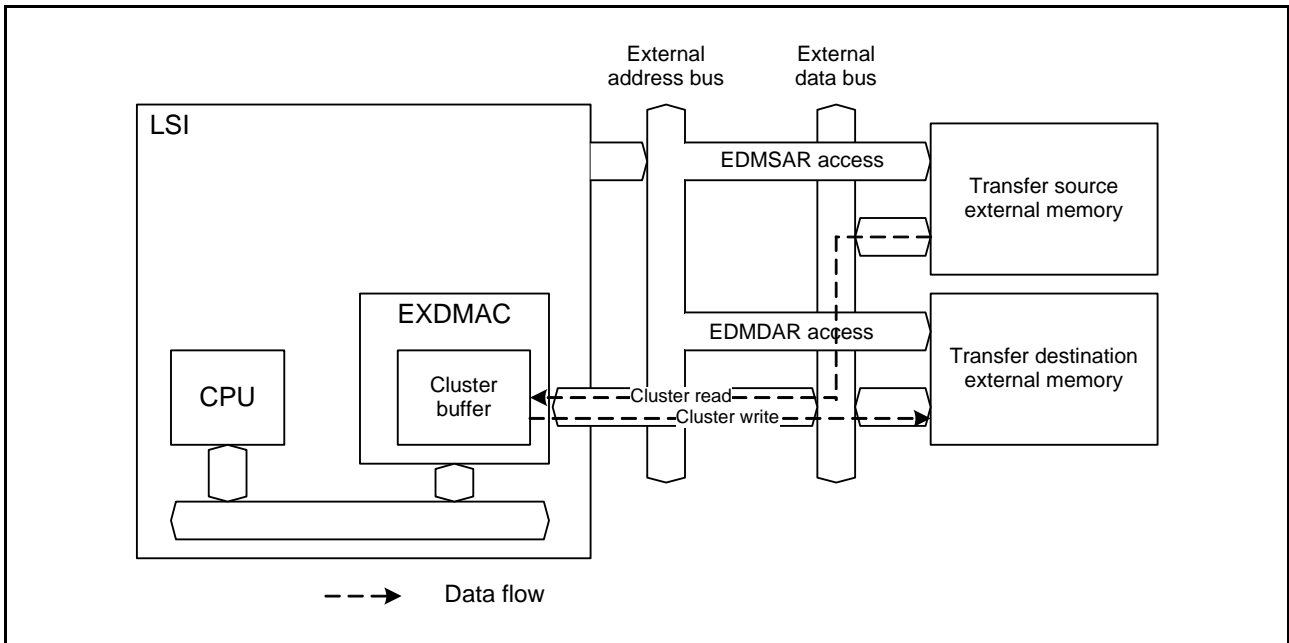 External
address bus
External
data bus
LSI
EDMSAR access
Transfer source
external memory
EXDMAC
EDMDAR access
Transfer destination
external memory
CPU
Cluster
buffer
Cluster read
Cluster write
Data flow